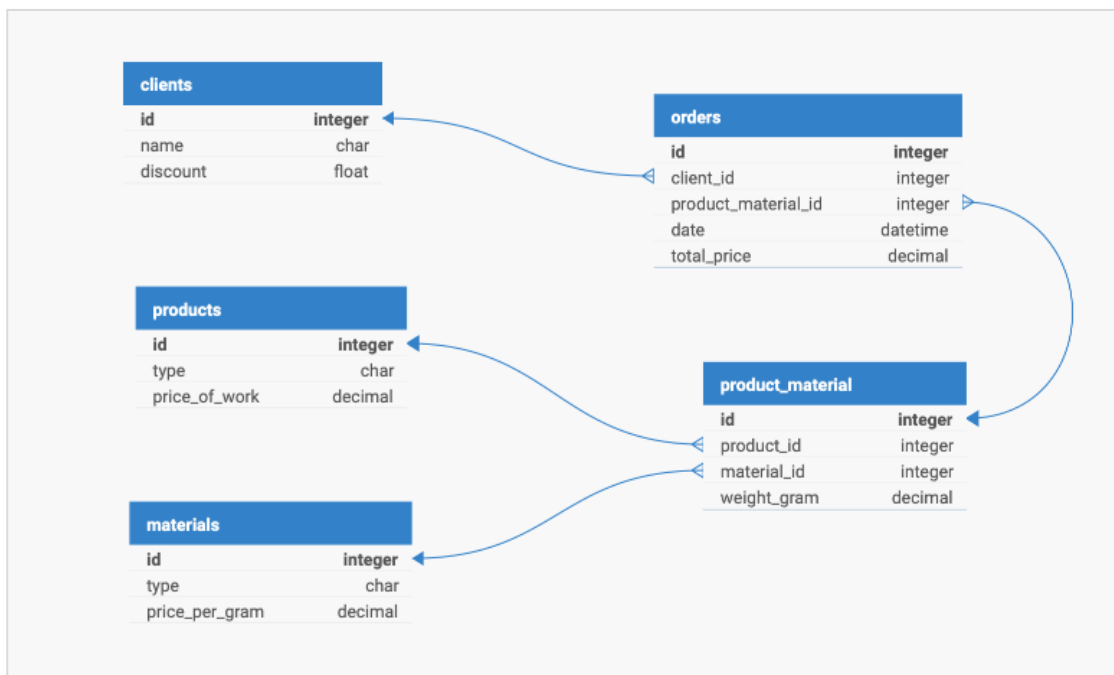 clients
id integer
name char
discount float
orders
id integer
client_id integer
product_material_id integer
date datetime
total_price decimal
products
id integer
type char
price_of_work decimal
product_material
id integer
product_id integer
material_id integer
weight_gram decimal
materials
id integer
type char
price_per_gram decimal